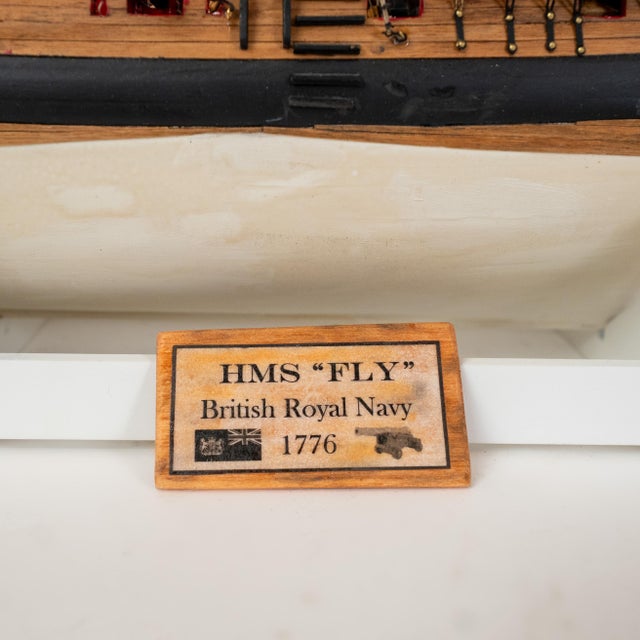 HMS “FLY”
British Royal Navy
1776